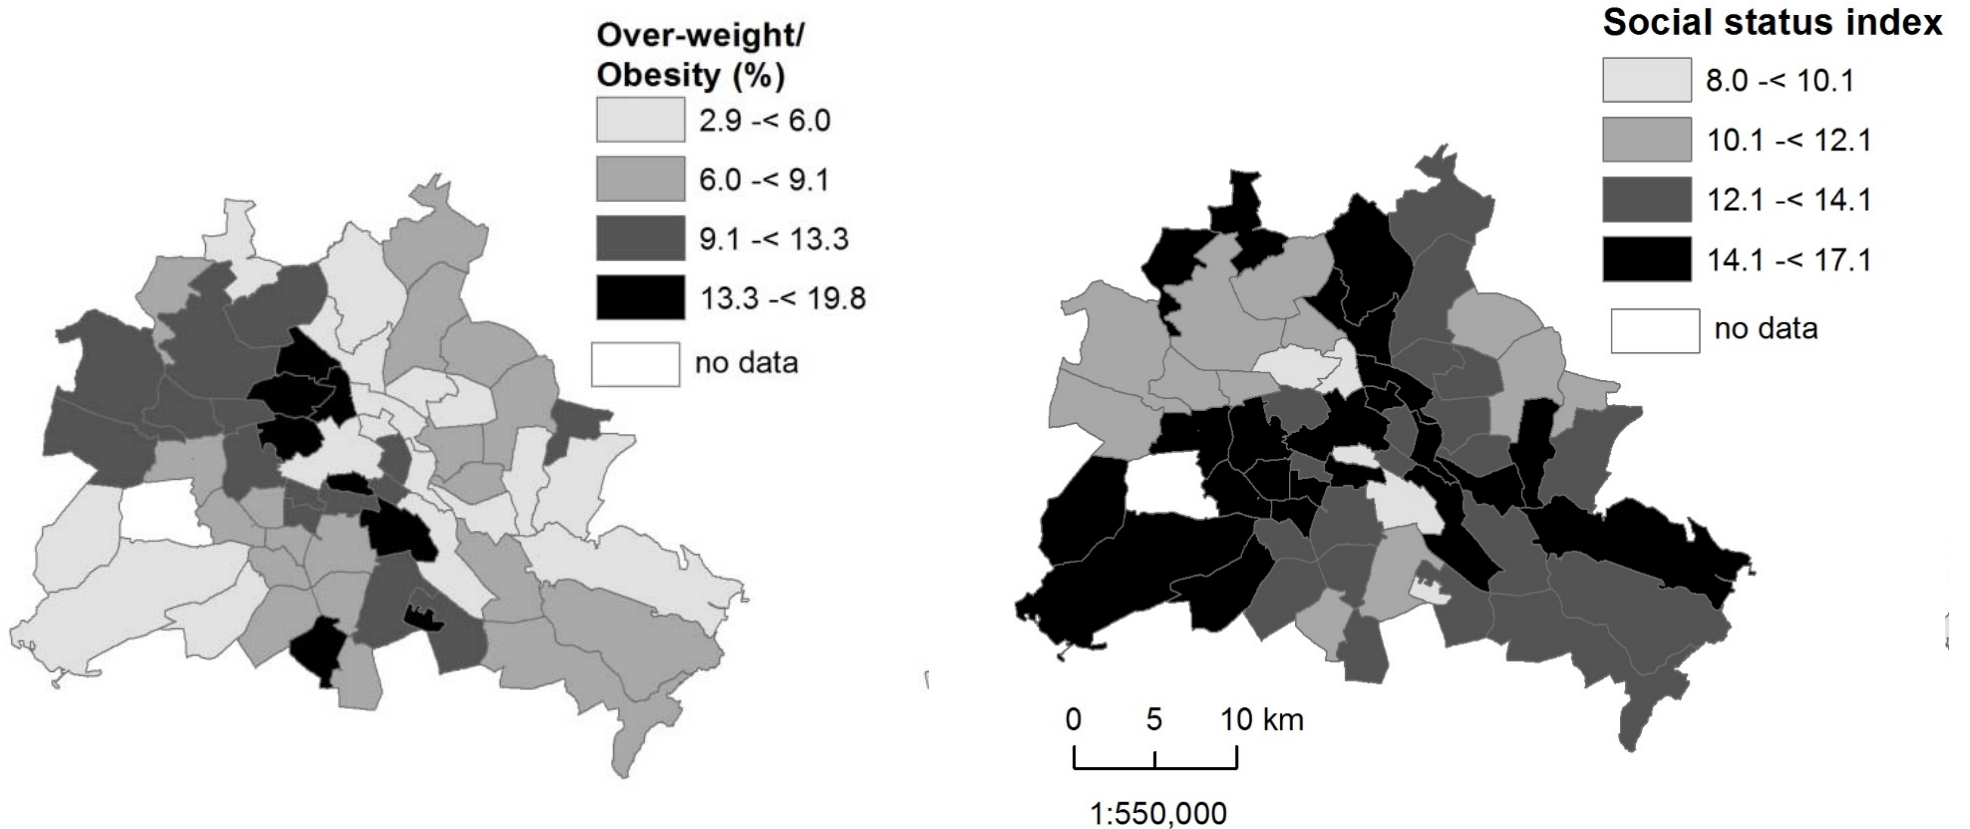 Over-weight/
Obesity (%)
2.9 -< 6.0
6.0 -< 9.1
9.1 -< 13.3
13.3 -< 19.8
no data
Social status index
8.0 -< 10.1
10.1 -< 12.1
12.1 -< 14.1
14.1 -< 17.1
no data
0 5 10 km
1:550,000